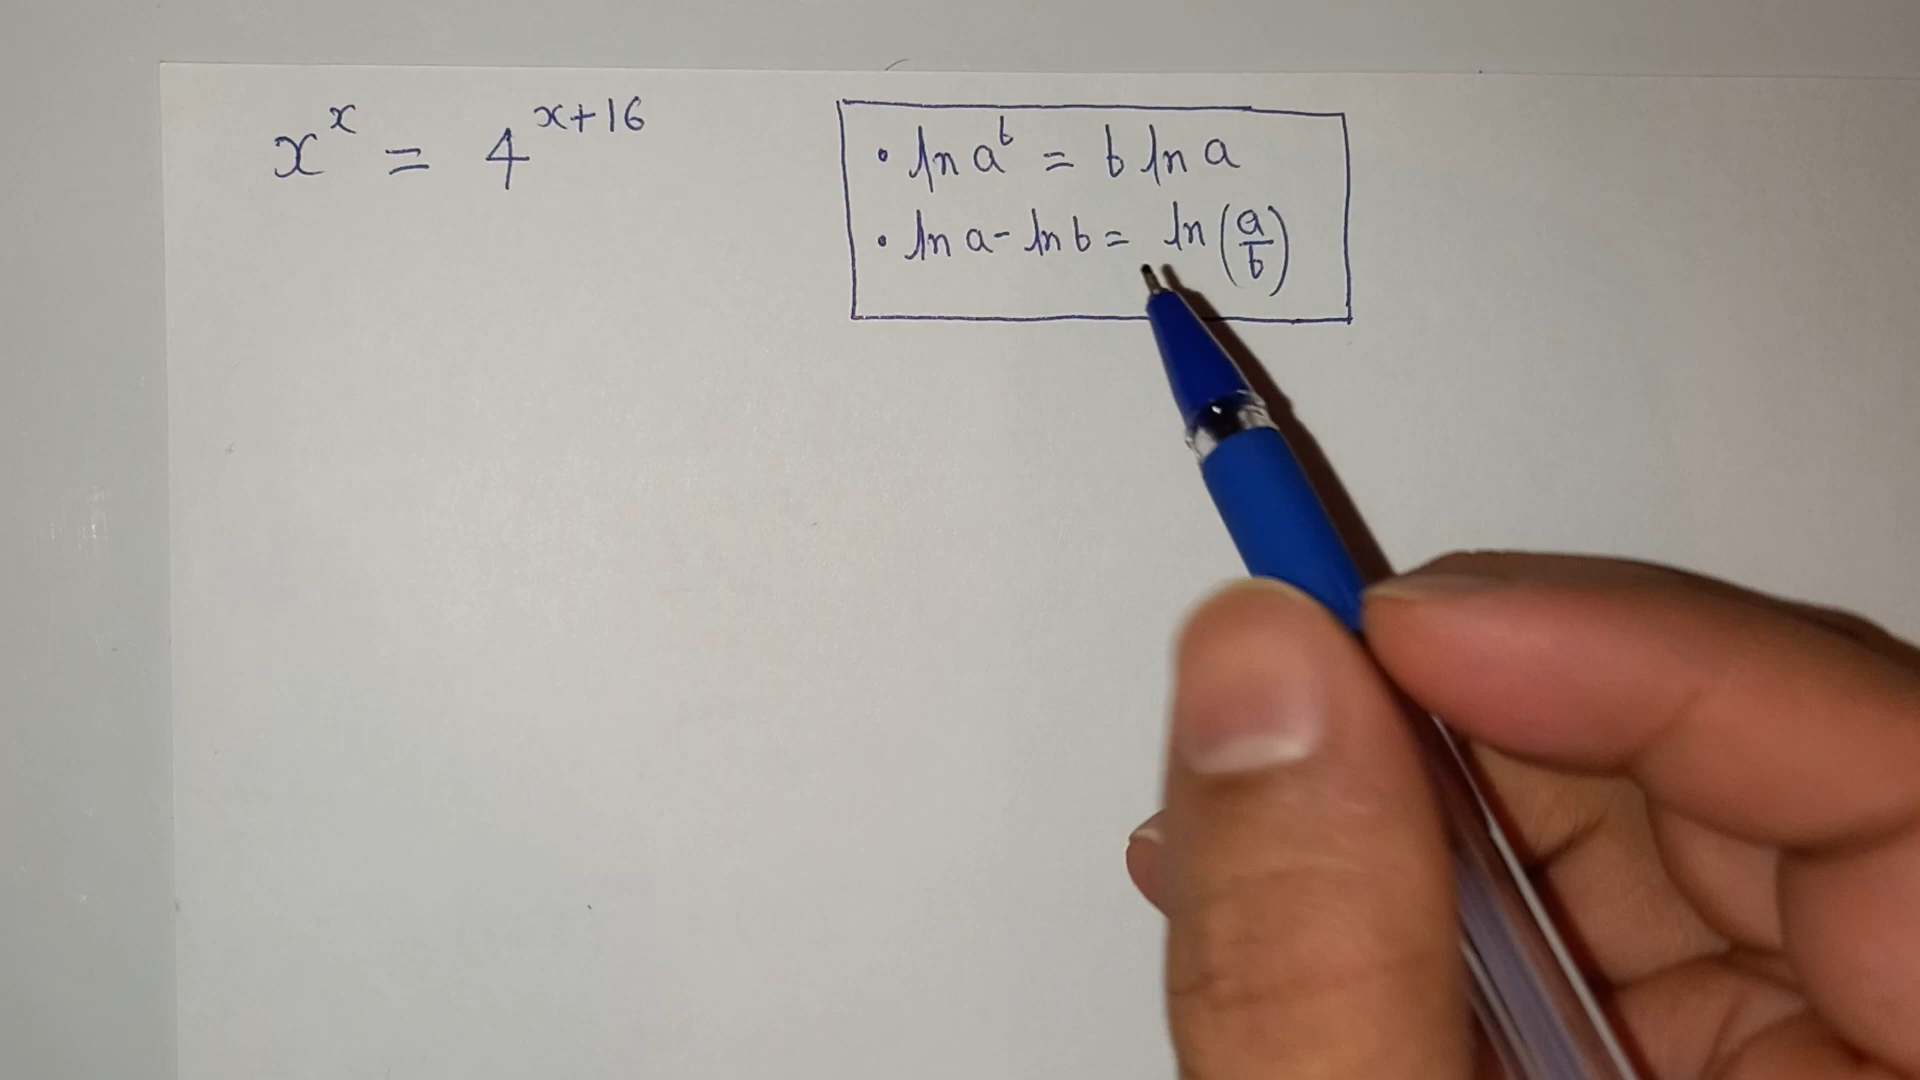 x^x = 4^{x+16}
• ln a^b = b ln a
• ln a - ln b = ln (a/b)